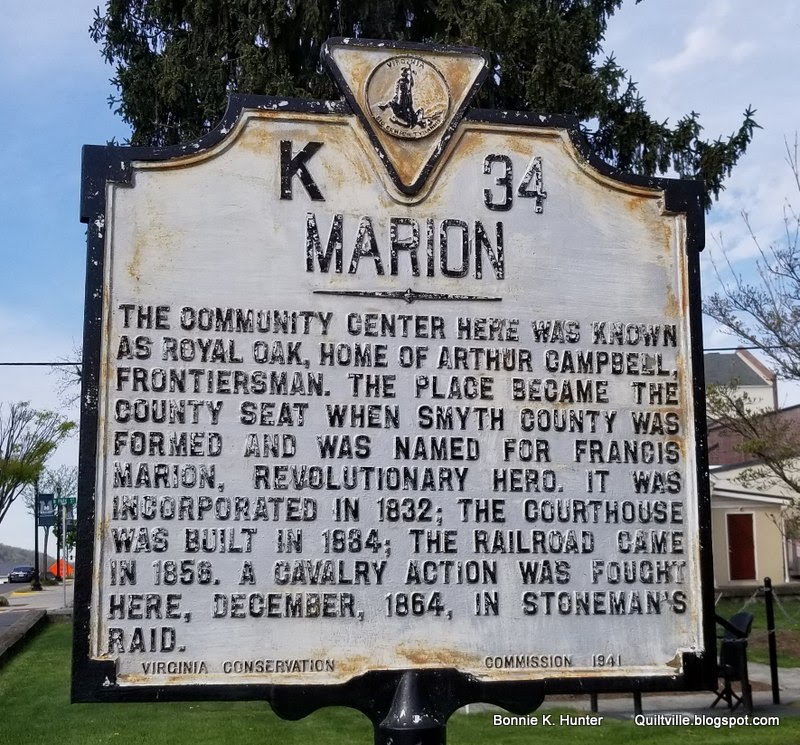 VIRGINIA
K 34
MARION
THE COMMUNITY CENTER HERE WAS KNOWN
AS ROYAL OAK, HOME OF ARTHUR CAMPBELL,
FRONTIERSMAN. THE PLACE BECAME THE
COUNTY SEAT WHEN SMYTH COUNTY WAS
FORMED AND WAS NAMED FOR FRANCIS
MARION, REVOLUTIONARY HERO. IT WAS
INCORPORATED IN 1832; THE COURTHOUSE
WAS BUILT IN 1834; THE RAILROAD CAME
IN 1856. A CAVALRY ACTION WAS FOUGHT
HERE, DECEMBER, 1864, IN STONEMAN'S
RAID.
VIRGINIA CONSERVATION COMMISSION 1941
Bonnie K. Hunter Quiltville.blogspot.com